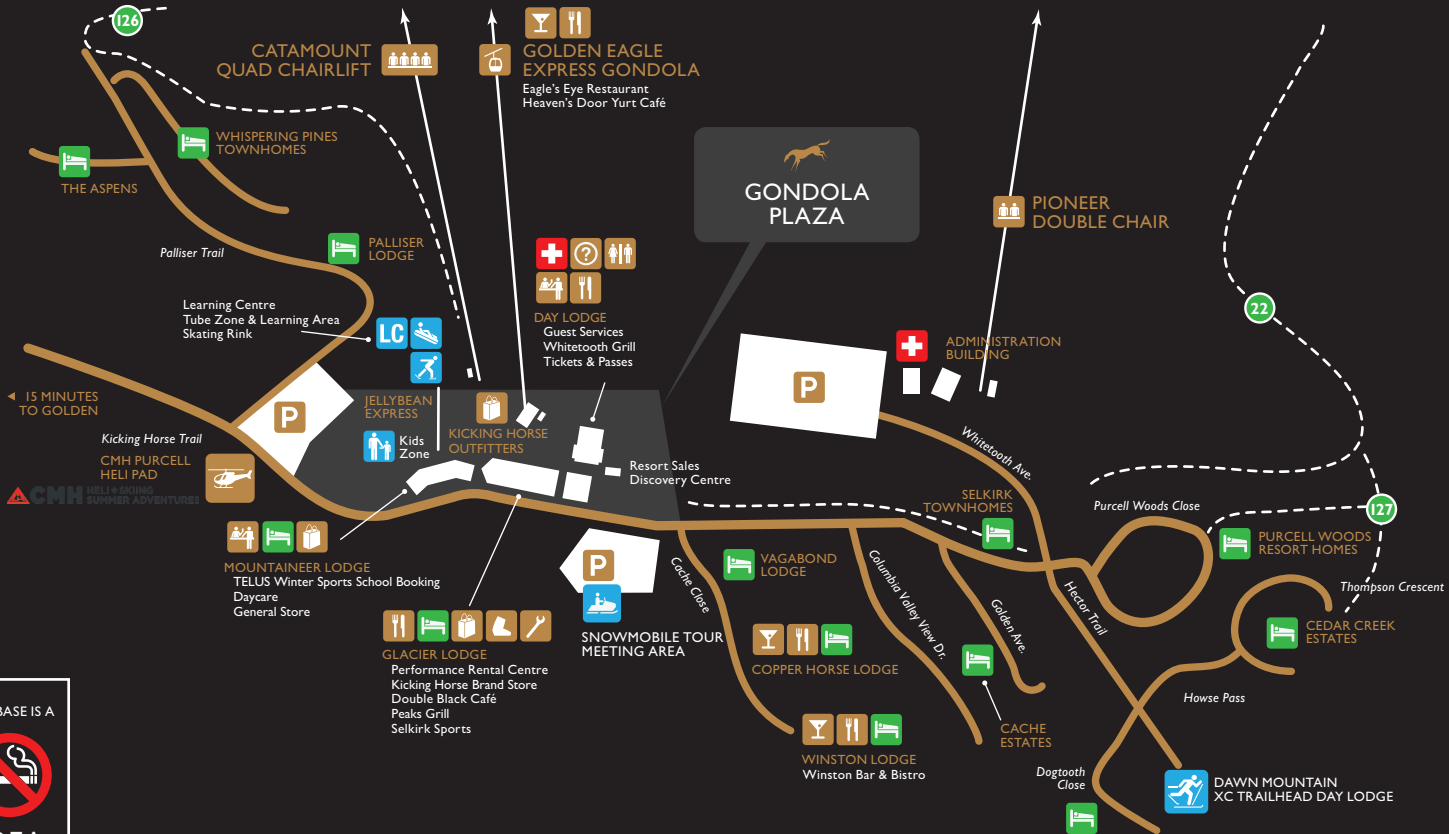 126
CATAMOUNT
QUAD CHAIRLIFT
GOLDEN EAGLE
EXPRESS GONDOLA
Eagle's Eye Restaurant
Heaven's Door Yurt Café
WHISPERING PINES
TOWNHOMES
THE ASPENS
GONDOLA
PLAZA
PIONEER
DOUBLE CHAIR
Palliser Trail
PALLISER
LODGE
Learning Centre
Tube Zone & Learning Area
Skating Rink
LC
?
DAY LODGE
Guest Services
Whitetooth Grill
Tickets & Passes
22
ADMINISTRATION
BUILDING
P
15 MINUTES
TO GOLDEN
P
JELLYBEAN
EXPRESS
Kids
Zone
KICKING HORSE
OUTFITTERS
Kicking Horse Trail
CMH PURCELL
HELI PAD
CMH HELI SKIING
SUMMER ADVENTURES
Resort Sales
Discovery Centre
Whitetooth Ave.
SELKIRK
TOWNHOMES
Purcell Woods Close
127
PURCELL WOODS
RESORT HOMES
Thompson Crescent
MOUNTAINEER LODGE
TELUS Winter Sports School Booking
Daycare
General Store
P
Cache Close
VAGABOND
LODGE
Columbia Valley View Dr.
Golden Ave.
Hector Trail
CEDAR CREEK
ESTATES
SNOWMOBILE TOUR
MEETING AREA
GLACIER LODGE
Performance Rental Centre
Kicking Horse Brand Store
Double Black Café
Peaks Grill
Selkirk Sports
COPPER HORSE LODGE
Howse Pass
CACHE
ESTATES
WINSTON LODGE
Winston Bar & Bistro
Dogtooth
Close
DAWN MOUNTAIN
XC TRAILHEAD DAY LODGE
BASE IS A